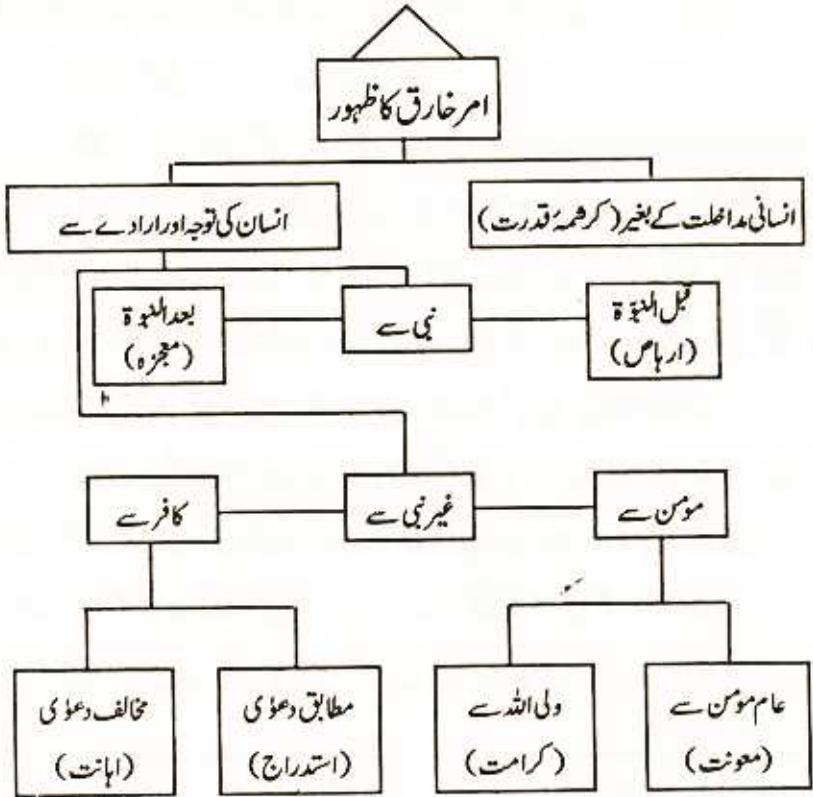 امر خارق کا ظہور
انسانی مداخلت کے بغیر (کرشمۂ قدرت)
انسان کی توجہ اور ارادے سے
قبل النبوّۃ
(ارہاص)
نبی سے
بعد النبوۃ
(معجزہ)
مومن سے
غیر نبی سے
کافر سے
عام مومن سے
(معونت)
ولی اللہ سے
(کرامت)
مطابق دعوٰی
(استدراج)
مخالف دعوٰی
(اہانت)